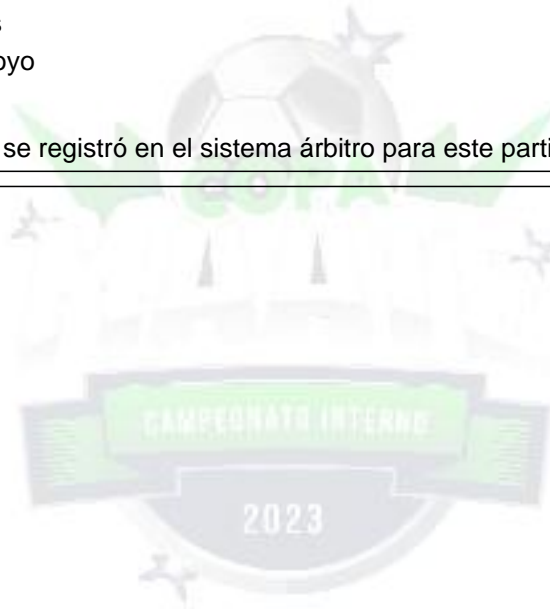 s
oyo
se registró en el sistema árbitro para este parti
COPA
CAMPEONATO INTERNO
2023